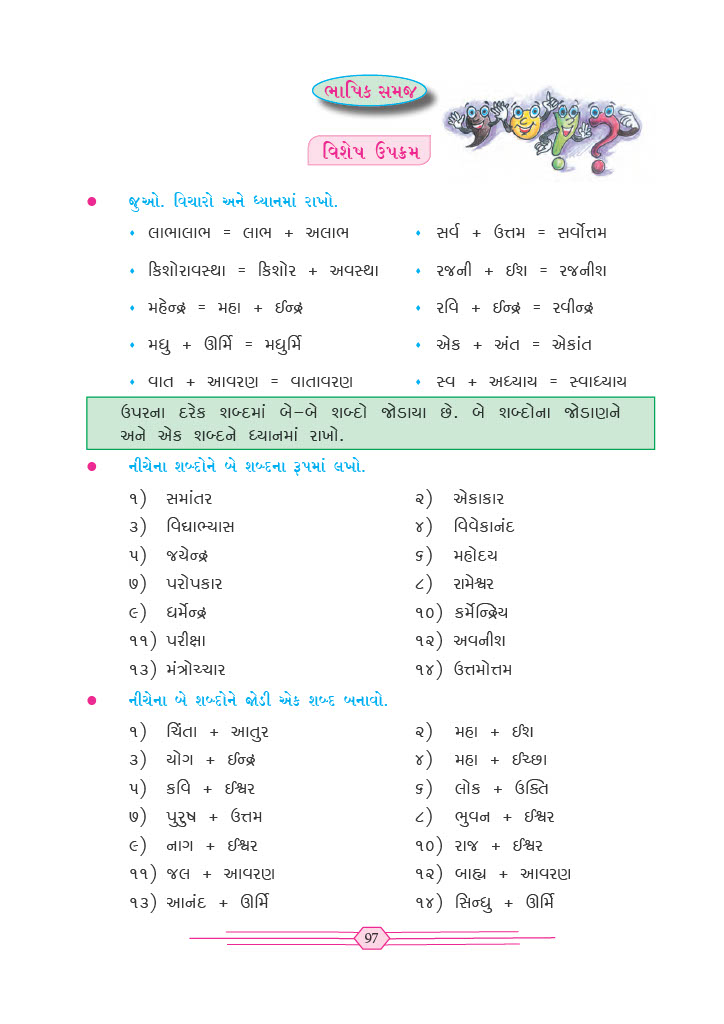 ભાષિક સમજ
વિશેષ ઉપક્રમ
● જુઓ. વિચારો અને ધ્યાનમાં રાખો.
♦ લાભાલાભ = લાભ + અલાભ ♦ સર્વ + ઉત્તમ = સર્વોત્તમ
♦ કિશોરાવસ્થા = કિશોર + અવસ્થા ♦ રજની + ઈશ = રજનીશ
♦ મહેન્દ્ર = મહા + ઈન્દ્ર ♦ રવિ + ઈન્દ્ર = રવીન્દ્ર
♦ મધુ + ઊર્મિ = મધુર્મિ ♦ એક + અંત = એકાંત
♦ વાત + આવરણ = વાતાવરણ ♦ સ્વ + અધ્યાય = સ્વાધ્યાય
ઉપરના દરેક શબ્દમાં બે-બે શબ્દો જોડાયા છે. બે શબ્દોના જોડાણને
અને એક શબ્દને ધ્યાનમાં રાખો.
● નીચેના શબ્દોને બે શબ્દના રૂપમાં લખો.
૧) સમાંતર ૨) એકાકાર
૩) વિદ્યાભ્યાસ ૪) વિવેકાનંદ
૫) જયેન્દ્ર ૬) મહોદય
૭) પરોપકાર ૮) રામેશ્વર
૯) ધર્મેન્દ્ર ૧૦) કર્મેન્દ્રિય
૧૧) પરીક્ષા ૧૨) અવનીશ
૧૩) મંત્રોચ્ચાર ૧૪) ઉત્તમોત્તમ
● નીચેના બે શબ્દોને જોડી એક શબ્દ બનાવો.
૧) ચિંતા + આતુર ૨) મહા + ઈશ
૩) યોગ + ઈન્દ્ર ૪) મહા + ઈચ્છા
૫) કવિ + ઈશ્વર ૬) લોક + ઉક્તિ
૭) પુરુષ + ઉત્તમ ૮) ભુવન + ઈશ્વર
૯) નાગ + ઈશ્વર ૧૦) રાજ + ઈશ્વર
૧૧) જલ + આવરણ ૧૨) બાહ્ય + આવરણ
૧૩) આનંદ + ઊર્મિ ૧૪) સિન્ધુ + ઊર્મિ
97